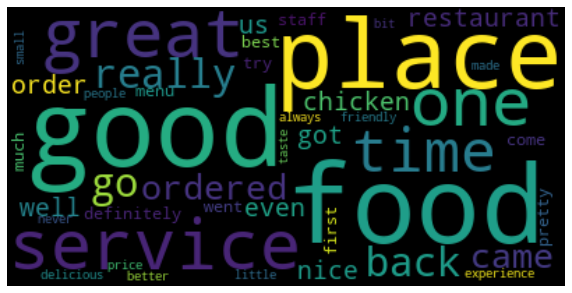 great
us
staff
bit
restaurant
small
best
place
really
try
made
order
people
menu
chicken
one
always
friendly
good
much
taste
got
time
come
go
ordered
food
well
never
definitely
went
even
first
pretty
service
nice
back
came
delicious
price
better
little
experience